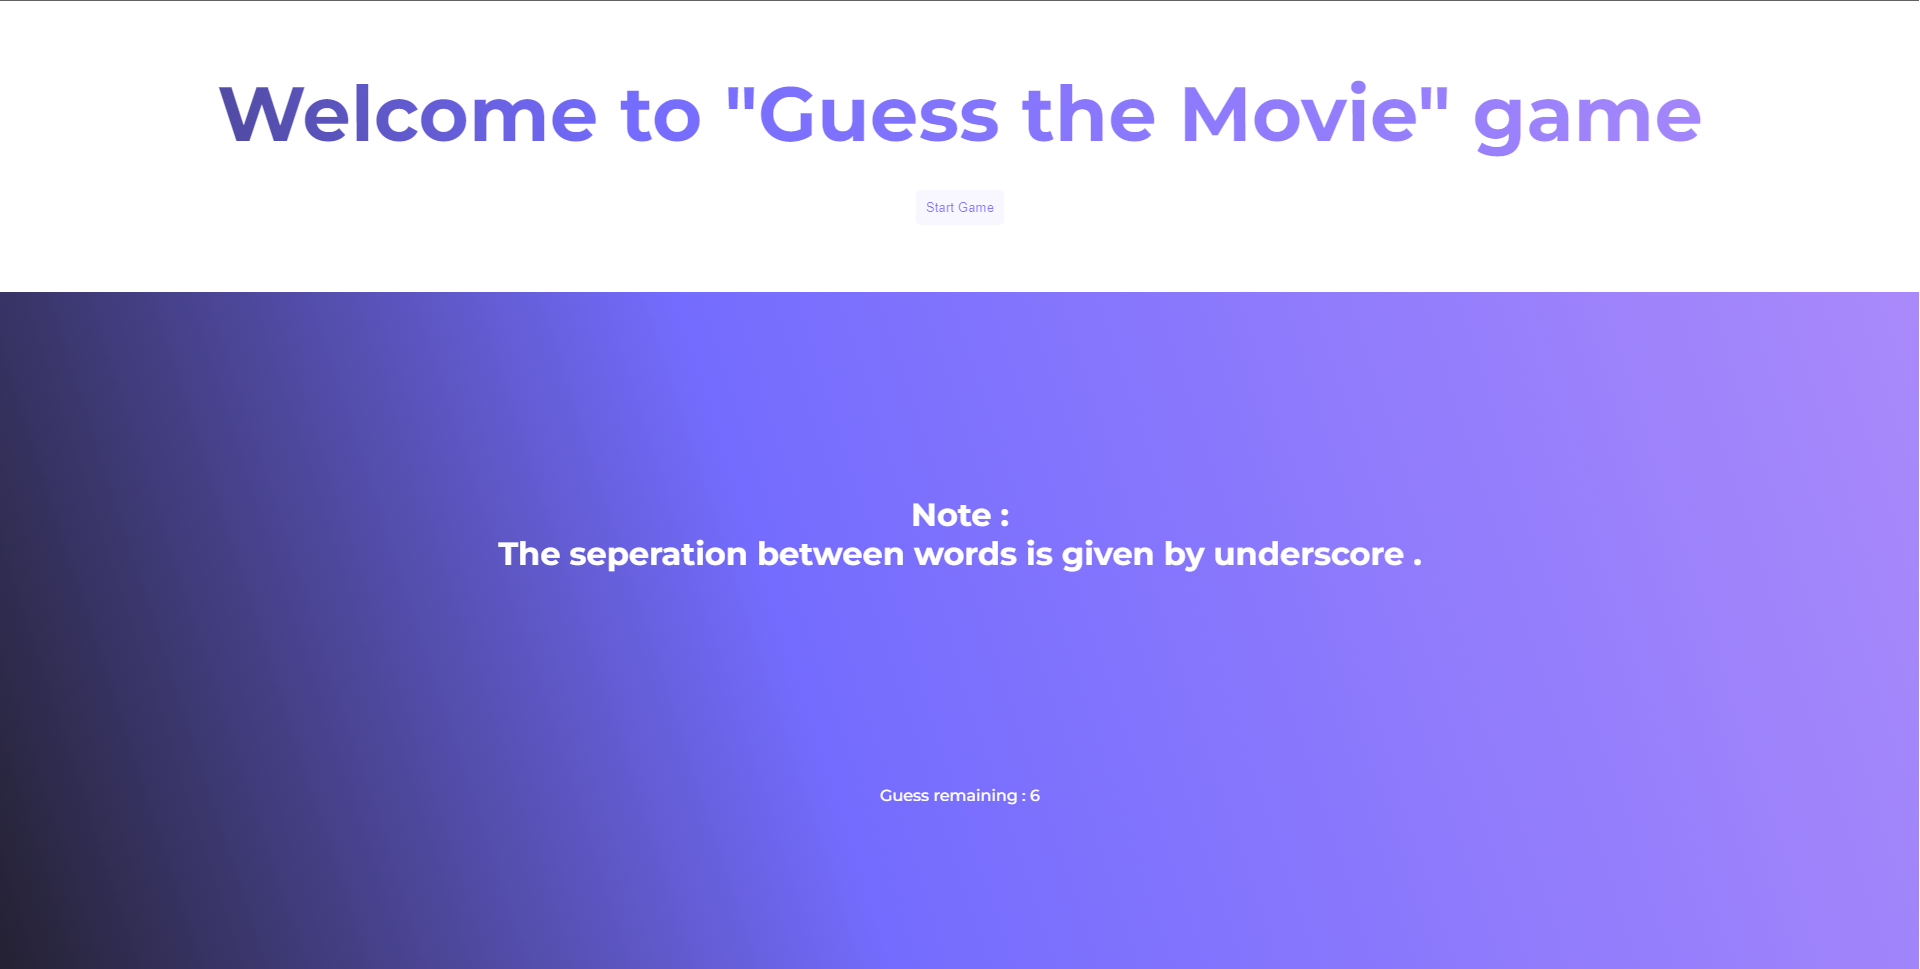 Welcome to "Guess the Movie" game
Start Game
Note :
The seperation between words is given by underscore .
Guess remaining : 6